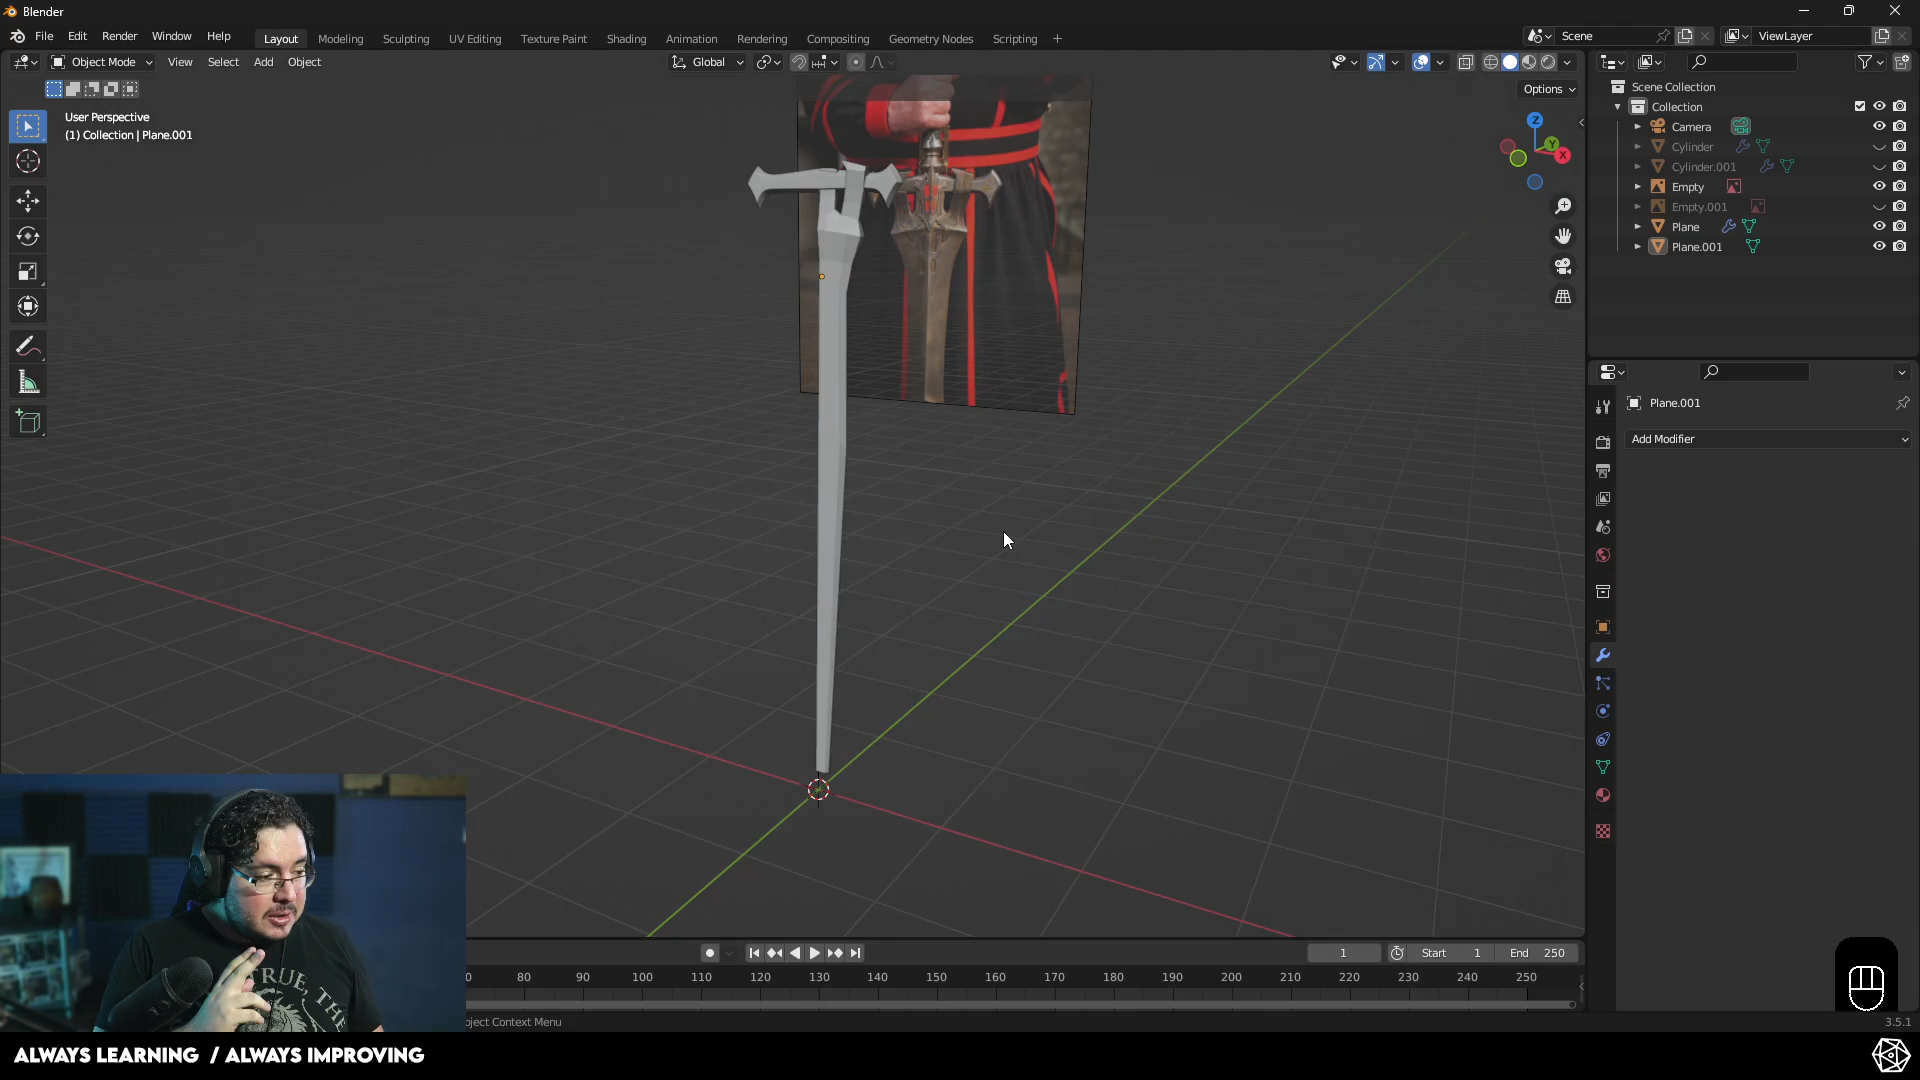 Blender
File Edit Render Window Help
Layout Modeling Sculpting UV Editing Texture Paint Shading Animation Rendering Compositing Geometry Nodes Scripting +
Scene
ViewLayer
Object Mode View Select Add Object
Global
Options
User Perspective
(1) Collection | Plane.001
Z
Y
X
Scene Collection
Collection
Camera
Cylinder
Cylinder.001
Empty
Empty.001
Plane
Plane.001
Plane.001
Add Modifier
1
Start 1 End 250
0 80 90 100 110 120 130 140 150 160 170 180 190 200 210 220 230 240 250
oject Context Menu
3.5.1
TRUE, THE
ALWAYS LEARNING / ALWAYS IMPROVING